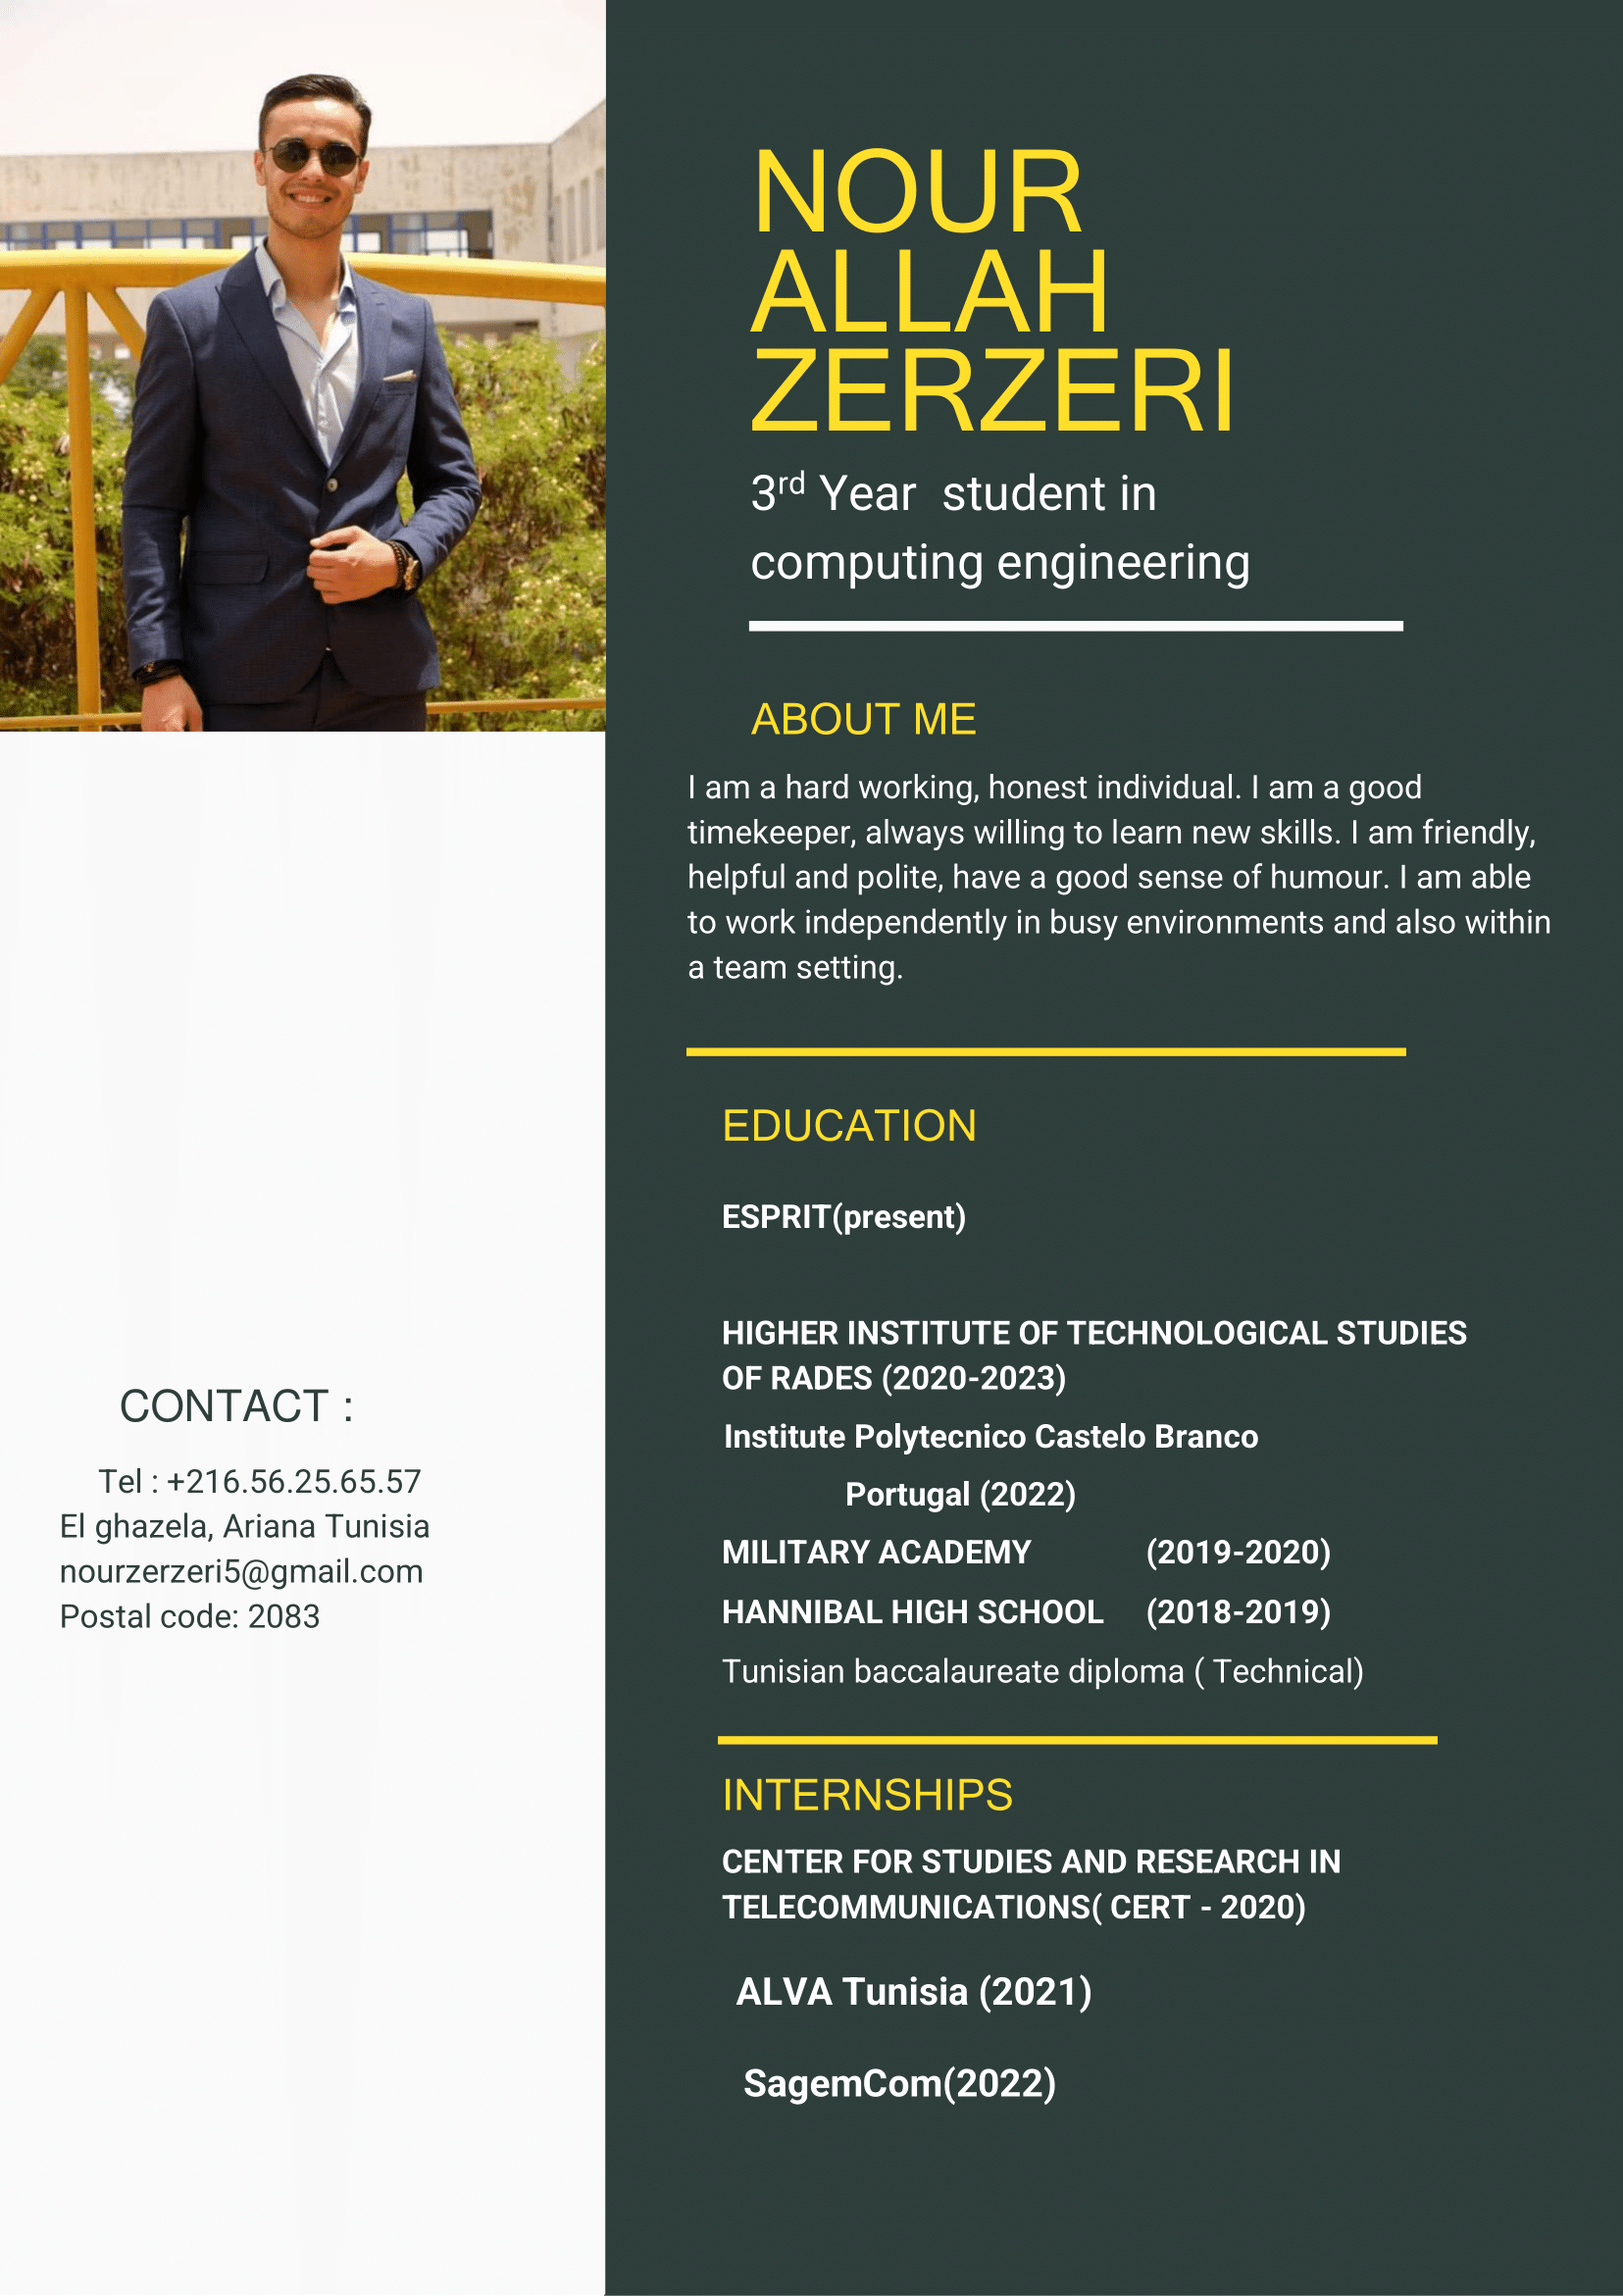 NOUR
ALLAH
ZERZERI
3rd Year student in
computing engineering
ABOUT ME
I am a hard working, honest individual. I am a good
timekeeper, always willing to learn new skills. I am friendly,
helpful and polite, have a good sense of humour. I am able
to work independently in busy environments and also within
a team setting.
EDUCATION
ESPRIT(present)
HIGHER INSTITUTE OF TECHNOLOGICAL STUDIES
OF RADES (2020-2023)
Institute Polytecnico Castelo Branco
Portugal (2022)
MILITARY ACADEMY (2019-2020)
HANNIBAL HIGH SCHOOL (2018-2019)
Tunisian baccalaureate diploma ( Technical)
INTERNSHIPS
CENTER FOR STUDIES AND RESEARCH IN
TELECOMMUNICATIONS( CERT - 2020)
ALVA Tunisia (2021)
SagemCom(2022)
CONTACT :
Tel : +216.56.25.65.57
El ghazela, Ariana Tunisia
nourzerzeri5@gmail.com
Postal code: 2083